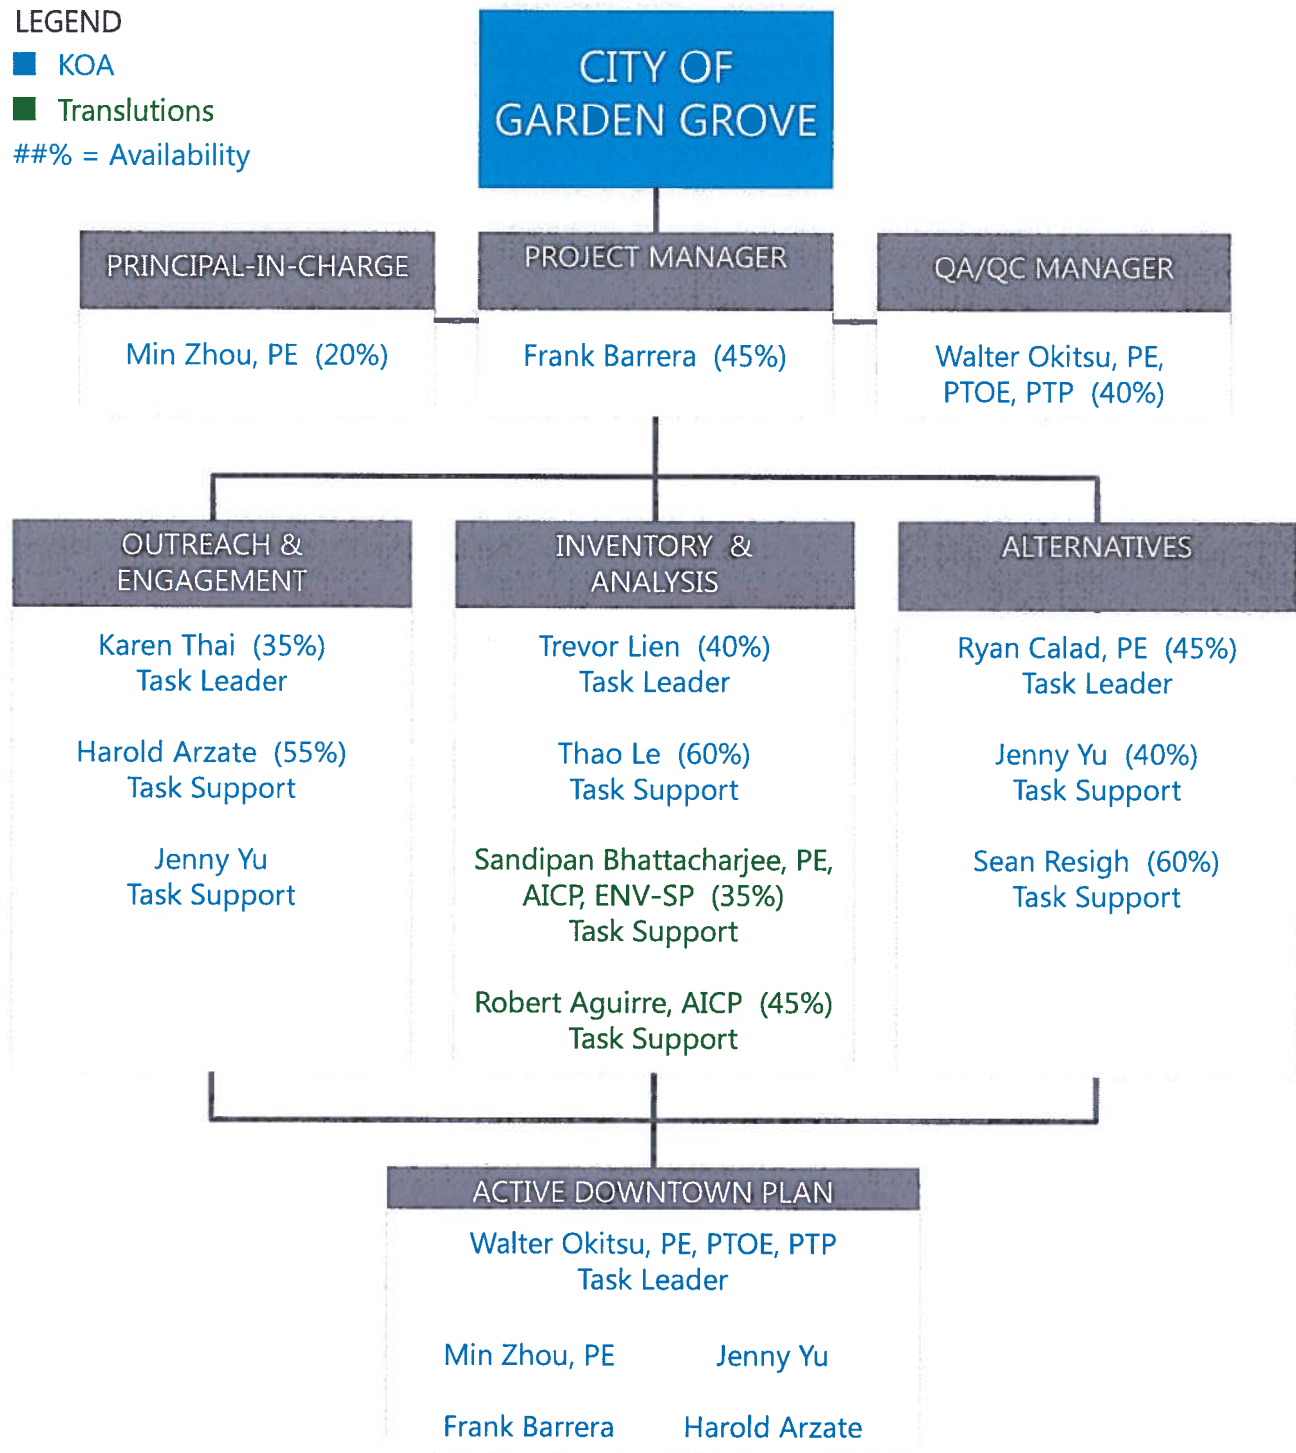 LEGEND
KOA
Translutions
##% = Availability
CITY OF
GARDEN GROVE
PRINCIPAL-IN-CHARGE
Min Zhou, PE (20%)
PROJECT MANAGER
Frank Barrera (45%)
QA/QC MANAGER
Walter Okitsu, PE,
PTOE, PTP (40%)
OUTREACH &
ENGAGEMENT
Karen Thai (35%)
Task Leader
Harold Arzate (55%)
Task Support
Jenny Yu
Task Support
INVENTORY &
ANALYSIS
Trevor Lien (40%)
Task Leader
Thao Le (60%)
Task Support
Sandipan Bhattacharjee, PE,
AICP, ENV-SP (35%)
Task Support
Robert Aguirre, AICP (45%)
Task Support
ALTERNATIVES
Ryan Calad, PE (45%)
Task Leader
Jenny Yu (40%)
Task Support
Sean Resigh (60%)
Task Support
ACTIVE DOWNTOWN PLAN
Walter Okitsu, PE, PTOE, PTP
Task Leader
Min Zhou, PE
Jenny Yu
Frank Barrera
Harold Arzate